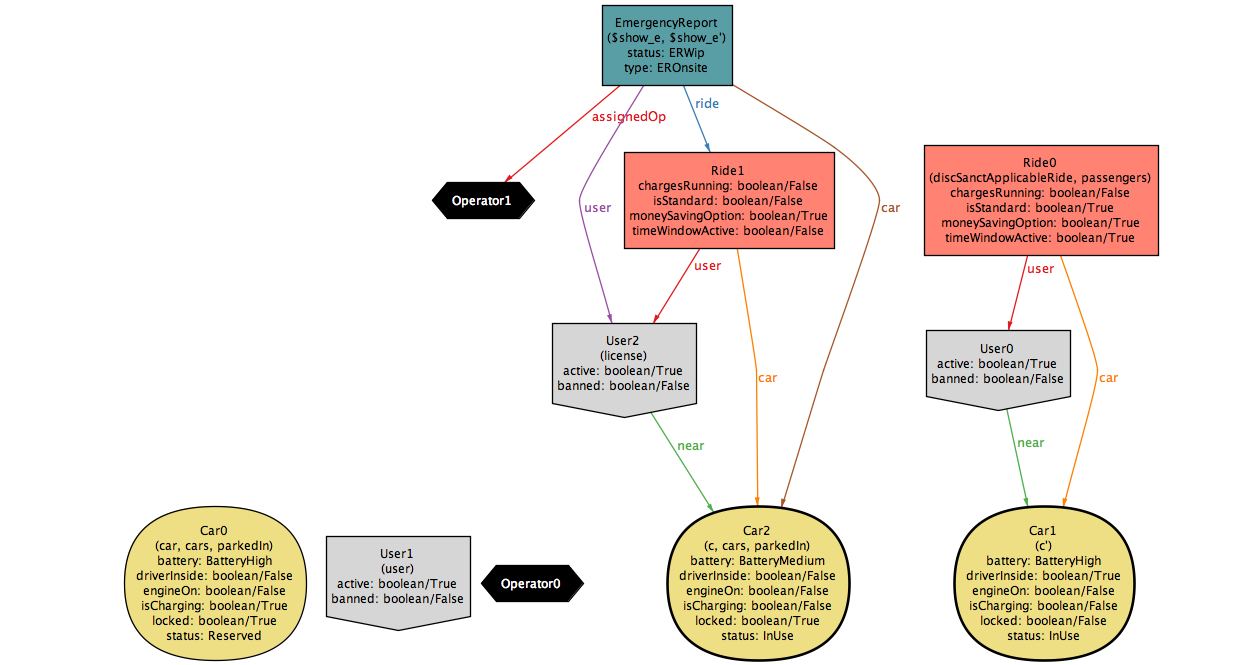 EmergencyReport
($show_e, $show_e')
status: ERWip
type: EROnsite
ride
assignedOp
Ride1
chargesRunning: boolean/False
isStandard: boolean/False
moneySavingOption: boolean/True
timeWindowActive: boolean/False
Ride0
(discSanctApplicableRide, passengers)
chargesRunning: boolean/False
isStandard: boolean/True
moneySavingOption: boolean/True
timeWindowActive: boolean/True
Operator1
user
car
user
user
User2
(license)
active: boolean/True
banned: boolean/False
User0
active: boolean/True
banned: boolean/False
car
car
near
near
Car0
(car, cars, parkedIn)
battery: BatteryHigh
driverInside: boolean/False
engineOn: boolean/False
isCharging: boolean/True
locked: boolean/True
status: Reserved
User1
(user)
active: boolean/True
banned: boolean/False
Operator0
Car2
(c, cars, parkedIn)
battery: BatteryMedium
driverInside: boolean/False
engineOn: boolean/False
isCharging: boolean/False
locked: boolean/True
status: InUse
Car1
(c')
battery: BatteryHigh
driverInside: boolean/True
engineOn: boolean/False
isCharging: boolean/False
locked: boolean/False
status: InUse